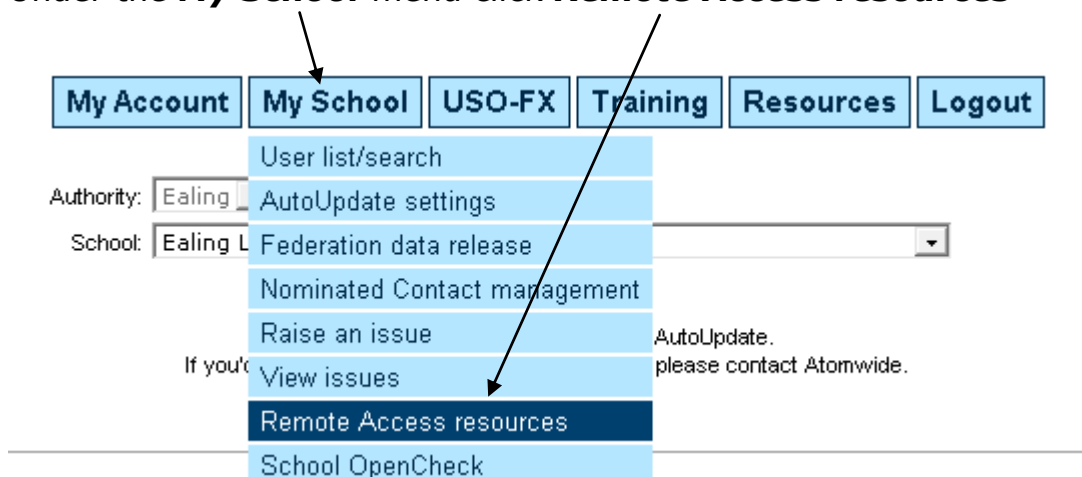 Under the My School menu click Remote Access resources
My Account My School USO-FX Training Resources Logout
User list/search
Authority: Ealing AutoUpdate settings
School: Ealing L Federation data release
Nominated Contact management
Raise an issue AutoUpdate.
If you'd View issues please contact Atomwide.
Remote Access resources
School OpenCheck